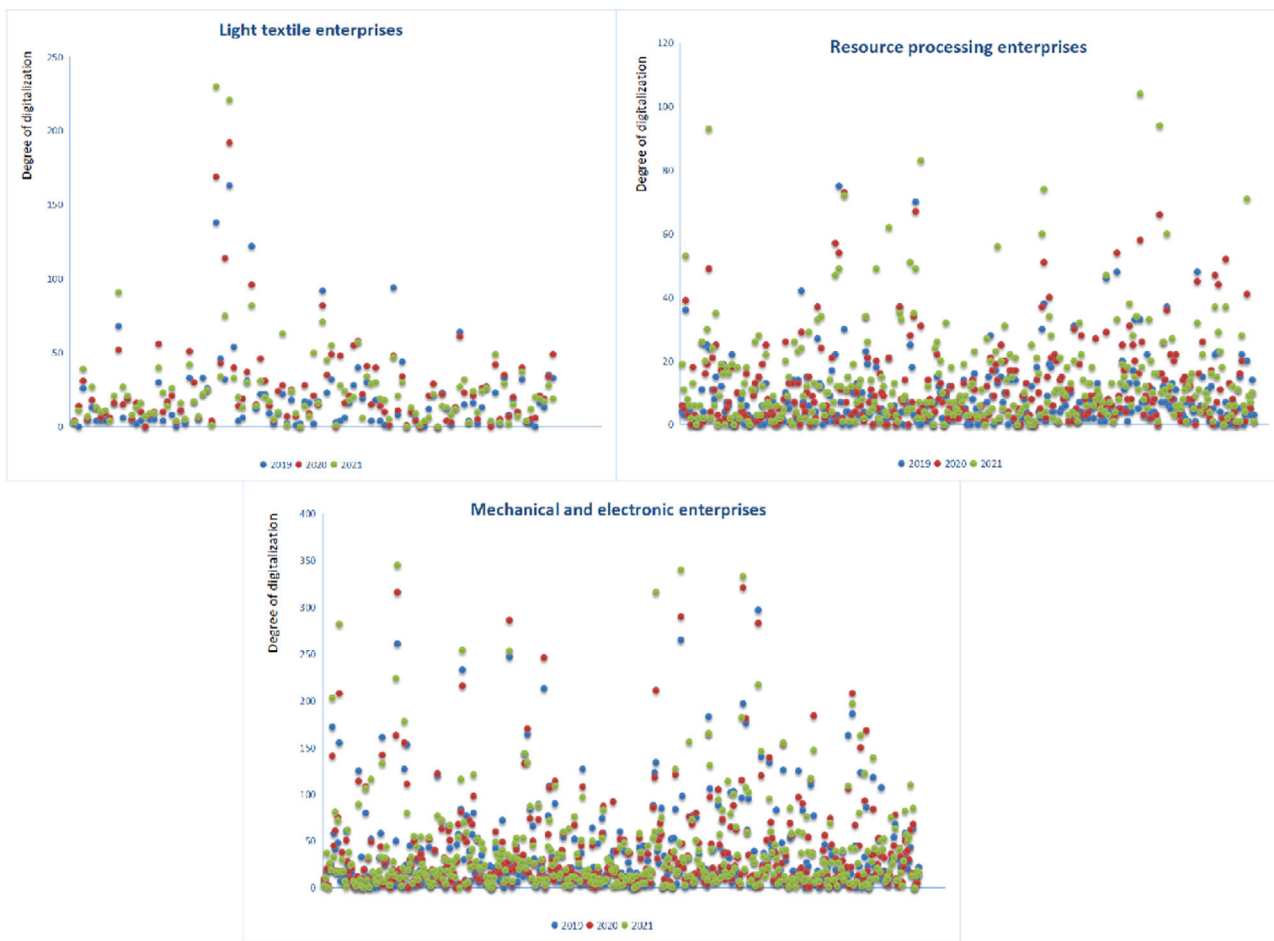 Light textile enterprises
Degree of digitalization
250
200
150
100
50
0
2019 2020 2021
Resource processing enterprises
Degree of digitalization
120
100
80
60
40
20
0
2019 2020 2021
Mechanical and electronic enterprises
Degree of digitalization
400
350
300
250
200
150
100
50
0
2019 2020 2021